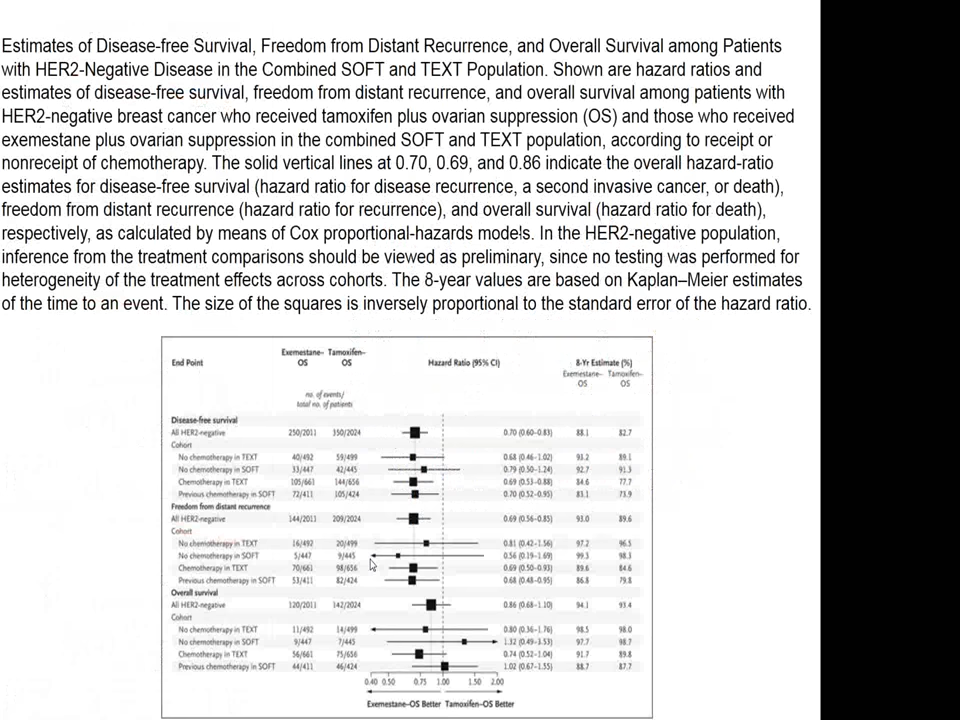 Estimates of Disease-free Survival, Freedom from Distant Recurrence, and Overall Survival among Patients
with HER2-Negative Disease in the Combined SOFT and TEXT Population. Shown are hazard ratios and
estimates of disease-free survival, freedom from distant recurrence, and overall survival among patients with
HER2-negative breast cancer who received tamoxifen plus ovarian suppression (OS) and those who received
exemestane plus ovarian suppression in the combined SOFT and TEXT population, according to receipt or
nonreceipt of chemotherapy. The solid vertical lines at 0.70, 0.69, and 0.86 indicate the overall hazard-ratio
estimates for disease-free survival (hazard ratio for disease recurrence, a second invasive cancer, or death),
freedom from distant recurrence (hazard ratio for recurrence), and overall survival (hazard ratio for death),
respectively, as calculated by means of Cox proportional-hazards models. In the HER2-negative population,
inference from the treatment comparisons should be viewed as preliminary, since no testing was performed for
heterogeneity of the treatment effects across cohorts. The 8-year values are based on Kaplan–Meier estimates
of the time to an event. The size of the squares is inversely proportional to the standard error of the hazard ratio.
End Point Exemestane–OS Tamoxifen–OS Hazard Ratio (95% CI) 8-Yr Estimate (%)
Exemestane–OS Tamoxifen–OS
no. of events/
total no. of patients
Disease-free survival
All HER2-negative 250/2011 350/2024 0.70 (0.60–0.83) 88.1 82.7
Cohort
No chemotherapy in TEXT 40/492 59/499 0.68 (0.46–1.02) 93.2 89.1
No chemotherapy in SOFT 33/447 42/445 0.79 (0.50–1.24) 92.7 91.3
Chemotherapy in TEXT 105/661 144/656 0.69 (0.53–0.88) 84.6 77.7
Previous chemotherapy in SOFT 72/411 105/424 0.70 (0.52–0.95) 81.1 73.9
Freedom from distant recurrence
All HER2-negative 144/2011 209/2024 0.69 (0.56–0.85) 93.0 89.6
Cohort
No chemotherapy in TEXT 16/492 20/499 0.81 (0.42–1.56) 97.2 96.5
No chemotherapy in SOFT 5/447 9/445 0.56 (0.19–1.69) 99.3 98.3
Chemotherapy in TEXT 70/661 98/656 0.69 (0.50–0.93) 89.6 84.6
Previous chemotherapy in SOFT 53/411 82/424 0.68 (0.48–0.95) 86.8 79.8
Overall survival
All HER2-negative 120/2011 142/2024 0.86 (0.68–1.10) 94.1 93.4
Cohort
No chemotherapy in TEXT 11/492 14/499 0.80 (0.36–1.76) 98.5 98.0
No chemotherapy in SOFT 9/447 7/445 1.32 (0.49–3.53) 97.7 98.7
Chemotherapy in TEXT 56/661 75/656 0.74 (0.52–1.04) 91.7 89.8
Previous chemotherapy in SOFT 44/411 46/424 1.02 (0.67–1.55) 88.7 87.7
0.40 0.50 0.75 1.00 1.50 2.00
Exemestane–OS Better Tamoxifen–OS Better